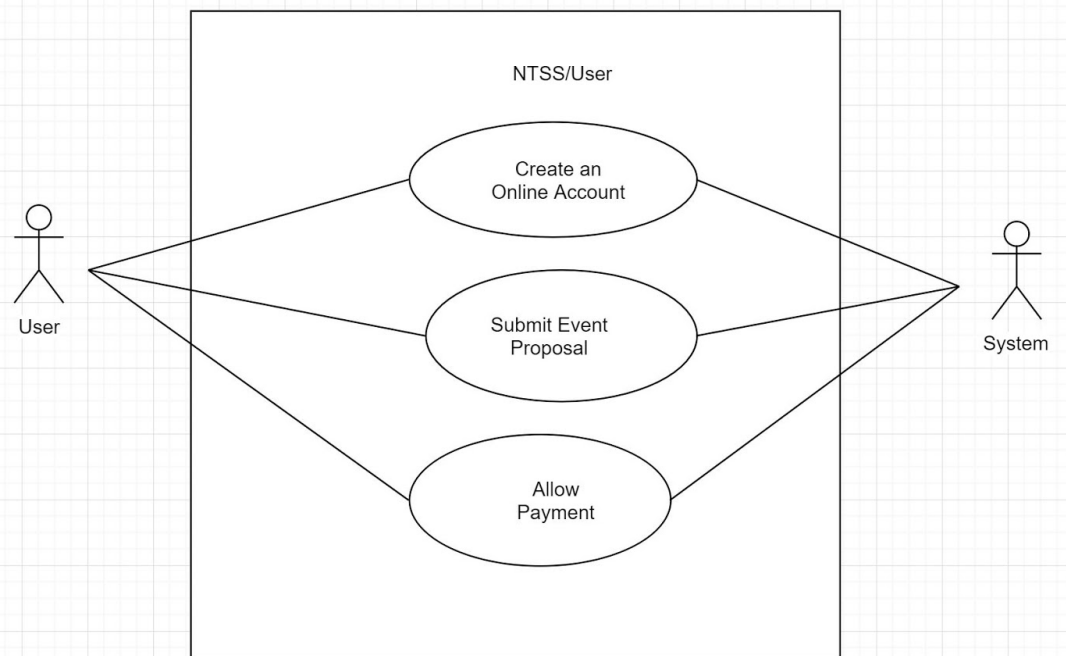 NTSS/User
Create an
Online Account
User
Submit Event
Proposal
System
Allow
Payment